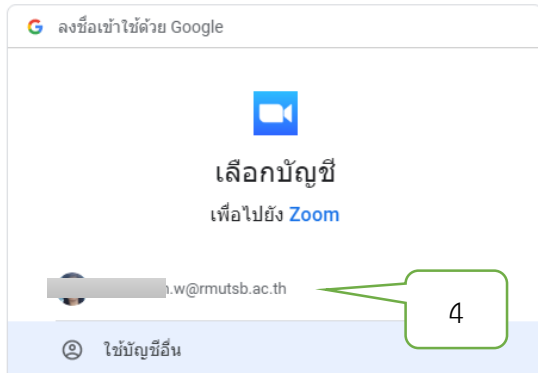 ลงชื่อเข้าใช้ด้วย Google
เลือกบัญชี
เพื่อไปยัง Zoom
.w@rmutsb.ac.th
4
ใช้บัญชีอื่น